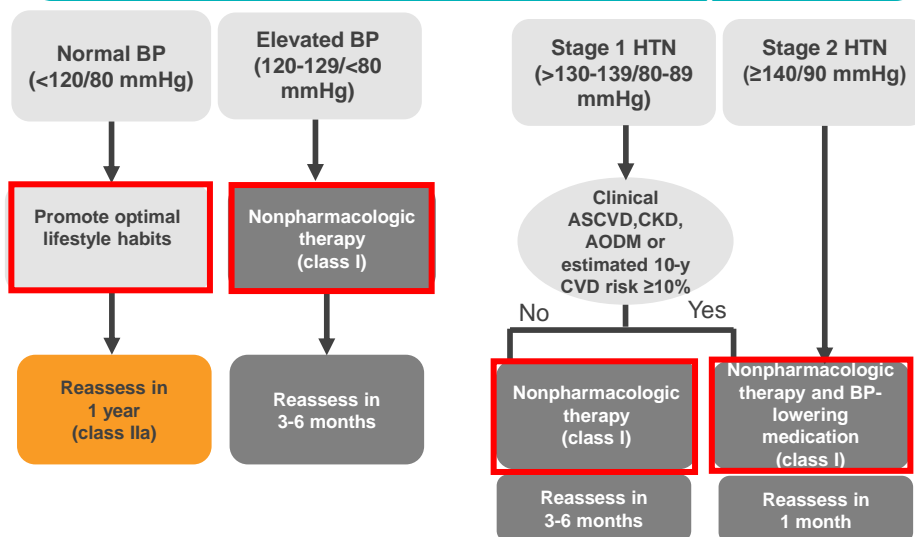 Normal BP
(<120/80 mmHg)
Elevated BP
(120-129/<80
mmHg)
Stage 1 HTN
(>130-139/80-89
mmHg)
Stage 2 HTN
(≥140/90 mmHg)
Promote optimal
lifestyle habits
Nonpharmacologic
therapy
(class I)
Clinical
ASCVD,CKD,
AODM or
estimated 10-y
CVD risk ≥10%
No
Yes
Reassess in
1 year
(class IIa)
Reassess in
3-6 months
Nonpharmacologic
therapy
(class I)
Nonpharmacologic
therapy and BP-
lowering
medication
(class I)
Reassess in
3-6 months
Reassess in
1 month